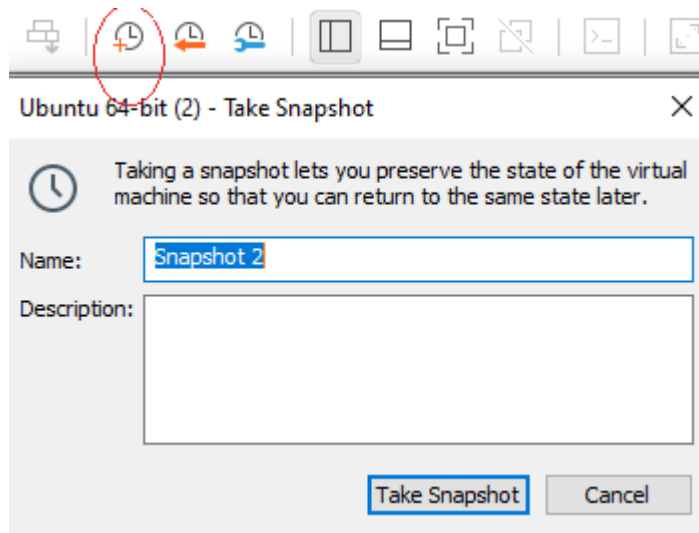 Ubuntu 64-bit (2) - Take Snapshot
Taking a snapshot lets you preserve the state of the virtual
machine so that you can return to the same state later.
Name:
Snapshot 2
Description:
Take Snapshot
Cancel